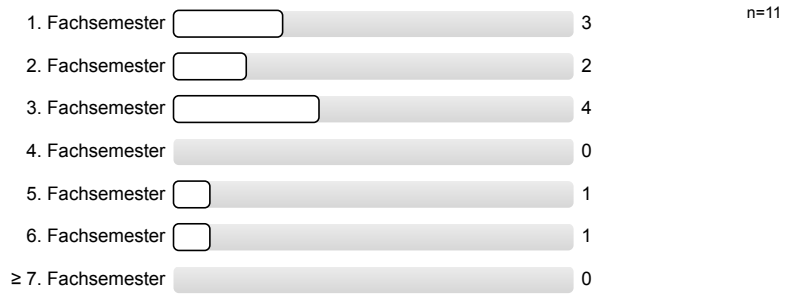 n=11
1. Fachsemester 3
2. Fachsemester 2
3. Fachsemester 4
4. Fachsemester 0
5. Fachsemester 1
6. Fachsemester 1
≥ 7. Fachsemester 0